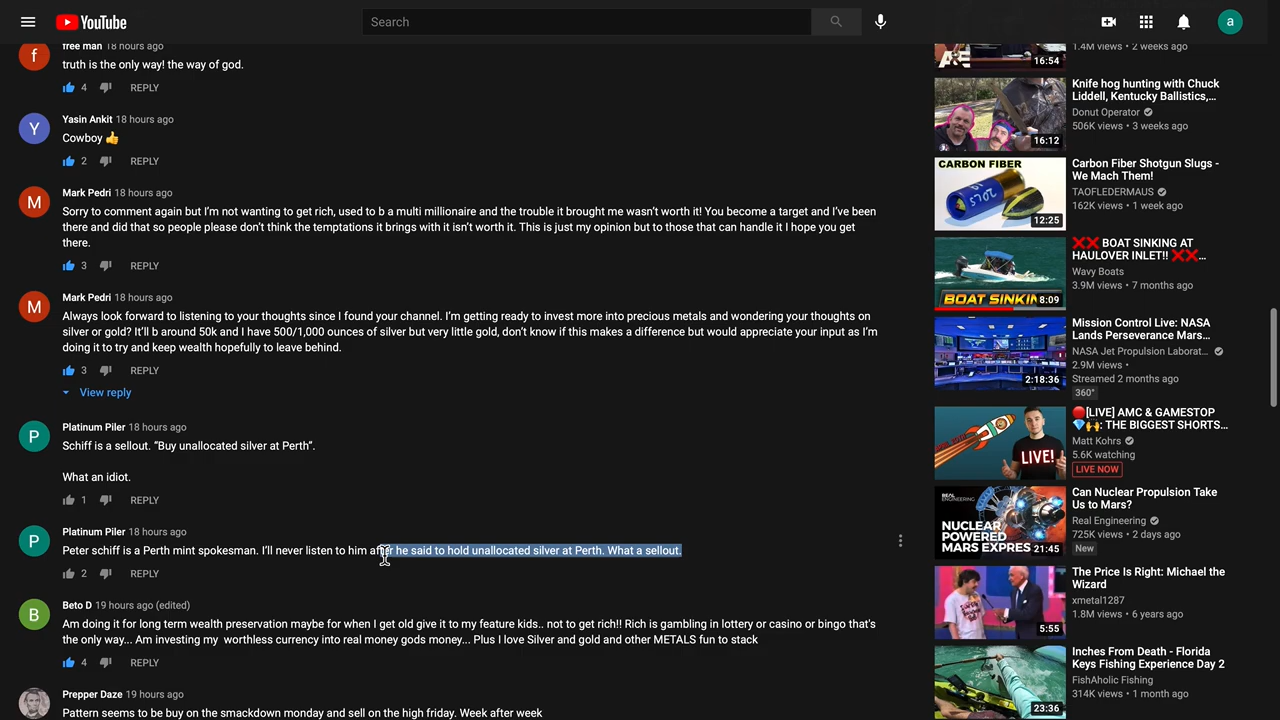 YouTube
Search
a
free man 18 hours ago
truth is the only way! the way of god.
4 REPLY
Y
Yasin Ankit 18 hours ago
Cowboy 👍
2 REPLY
M
Mark Pedri 18 hours ago
Sorry to comment again but I'm not wanting to get rich, used to b a multi millionaire and the trouble it brought me wasn't worth it! You become a target and I've been
there and did that so people please don't think the temptations it brings with it isn't worth it. This is just my opinion but to those that can handle it I hope you get
there.
3 REPLY
M
Mark Pedri 18 hours ago
Always look forward to listening to your thoughts since I found your channel. I'm getting ready to invest more into precious metals and wondering your thoughts on
silver or gold? It'll b around 50k and I have 500/1,000 ounces of silver but very little gold, don't know if this makes a difference but would appreciate your input as I'm
doing it to try and keep wealth hopefully to leave behind.
3 REPLY
View reply
P
Platinum Piler 18 hours ago
Schiff is a sellout. “Buy unallocated silver at Perth”.
What an idiot.
1 REPLY
P
Platinum Piler 18 hours ago
Peter schiff is a Perth mint spokesman. I'll never listen to him after he said to hold unallocated silver at Perth. What a sellout.
2 REPLY
B
Beto D 19 hours ago (edited)
Am doing it for long term wealth preservation maybe for when I get old give it to my feature kids.. not to get rich!! Rich is gambling in lottery or casino or bingo that's
the only way... Am investing my worthless currency into real money gods money... Plus I love Silver and gold and other METALS fun to stack
4 REPLY
Prepper Daze 19 hours ago
Pattern seems to be buy on the smackdown monday and sell on the high friday. Week after week
1.4M views • 2 weeks ago
A&E
16:54
Knife hog hunting with Chuck
Liddell, Kentucky Ballistics,...
Donut Operator
506K views • 3 weeks ago
16:12
CARBON FIBER
20LS
12:25
Carbon Fiber Shotgun Slugs -
We Mach Them!
TAOFLEDERMAUS
162K views • 1 week ago
BOAT SINKIN
8:09
❌❌ BOAT SINKING AT
HAULOVER INLET!! ❌❌...
Wavy Boats
3.9M views • 7 months ago
2:18:36
Mission Control Live: NASA
Lands Perseverance Mars...
NASA Jet Propulsion Laborat...
2.9M views •
Streamed 2 months ago
360°
LIVE!
🔴[LIVE] AMC & GAMESTOP
💎🙌: THE BIGGEST SHORTS...
Matt Kohrs
5.6K watching
LIVE NOW
REAL ENGINEERING
NUCLEAR
POWERED
MARS EXPRES
21:45
Can Nuclear Propulsion Take
Us to Mars?
Real Engineering
725K views • 2 days ago
New
5:55
The Price Is Right: Michael the
Wizard
xmetal1287
1.8M views • 6 years ago
23:36
Inches From Death - Florida
Keys Fishing Experience Day 2
FishAholic Fishing
314K views • 1 month ago